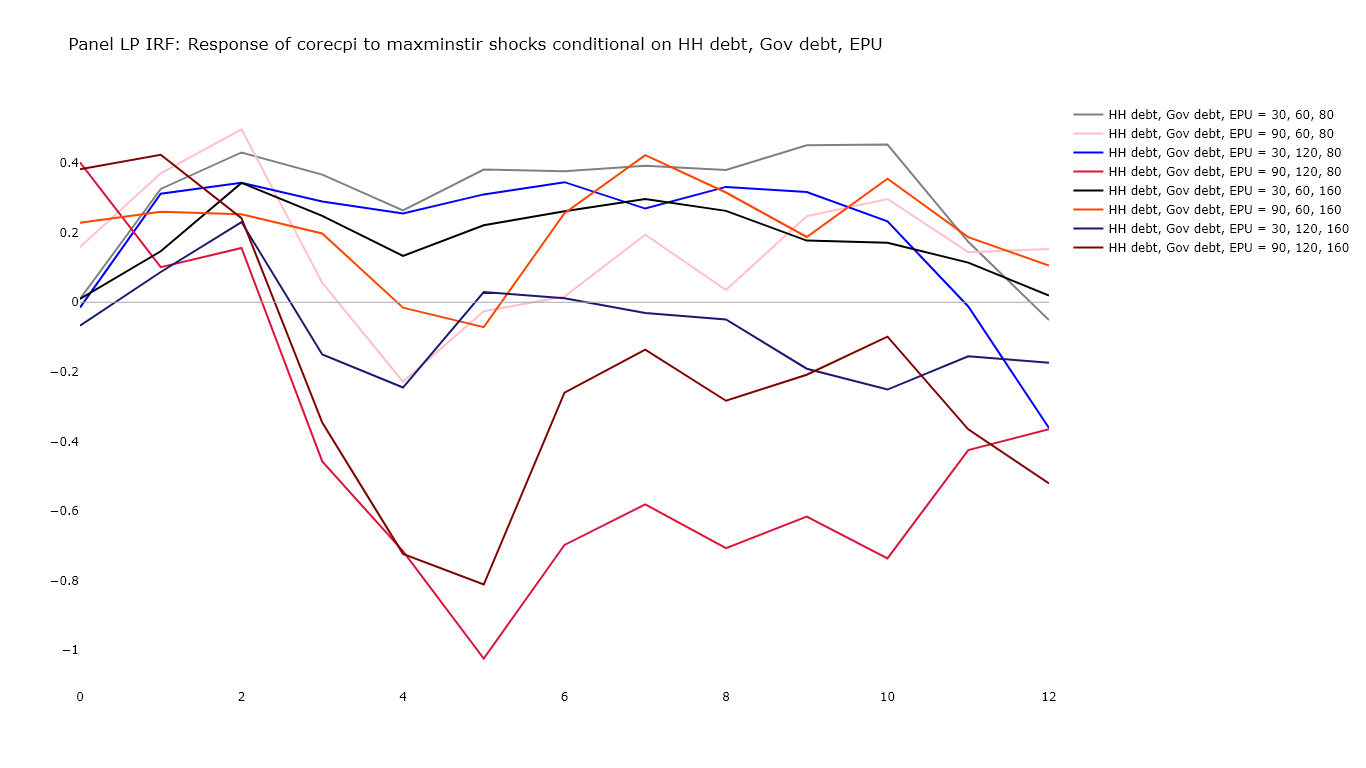 Panel LP IRF: Response of corecpi to maxminstir shocks conditional on HH debt, Gov debt, EPU
HH debt, Gov debt, EPU = 30, 60, 80
HH debt, Gov debt, EPU = 90, 60, 80
HH debt, Gov debt, EPU = 30, 120, 80
HH debt, Gov debt, EPU = 90, 120, 80
HH debt, Gov debt, EPU = 30, 60, 160
HH debt, Gov debt, EPU = 90, 60, 160
HH debt, Gov debt, EPU = 30, 120, 160
HH debt, Gov debt, EPU = 90, 120, 160
0.4
0.2
0
−0.2
−0.4
−0.6
−0.8
−1
0 2 4 6 8 10 12